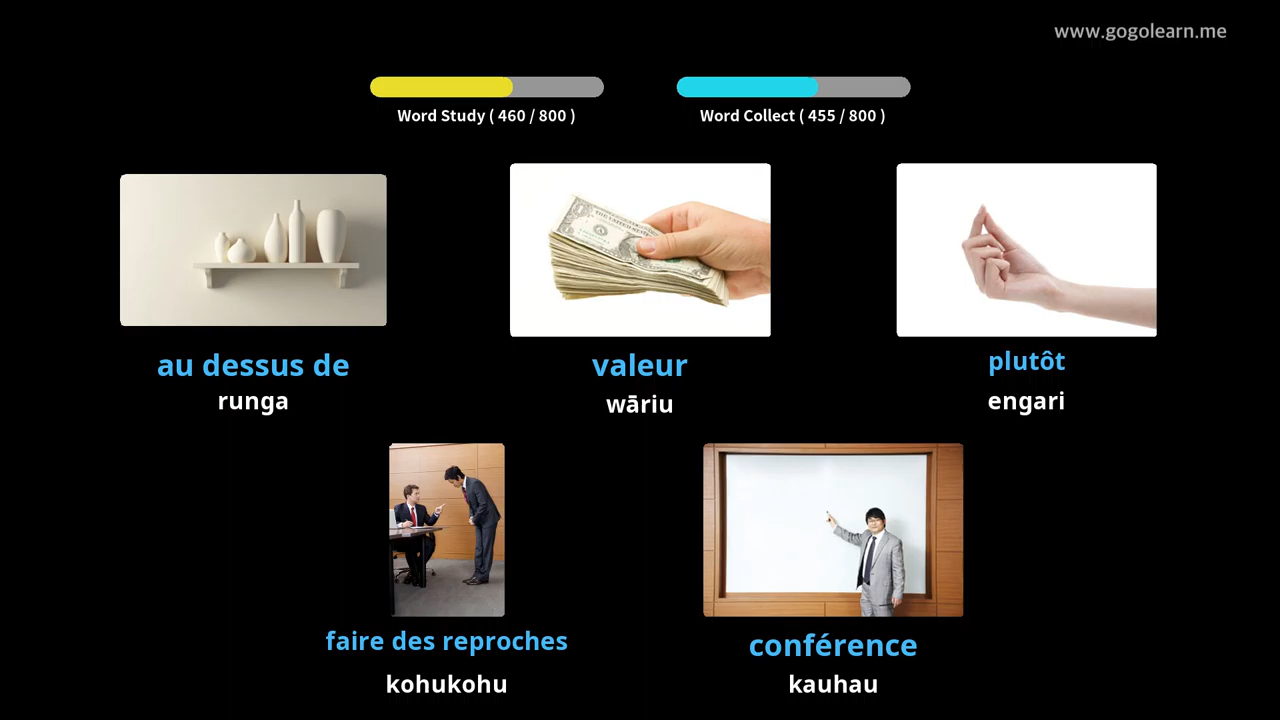 www.gogolearn.me
Word Study ( 460 / 800 )
Word Collect ( 455 / 800 )
au dessus de
runga
valeur
wāriu
plutôt
engari
faire des reproches
kohukohu
conférence
kauhau